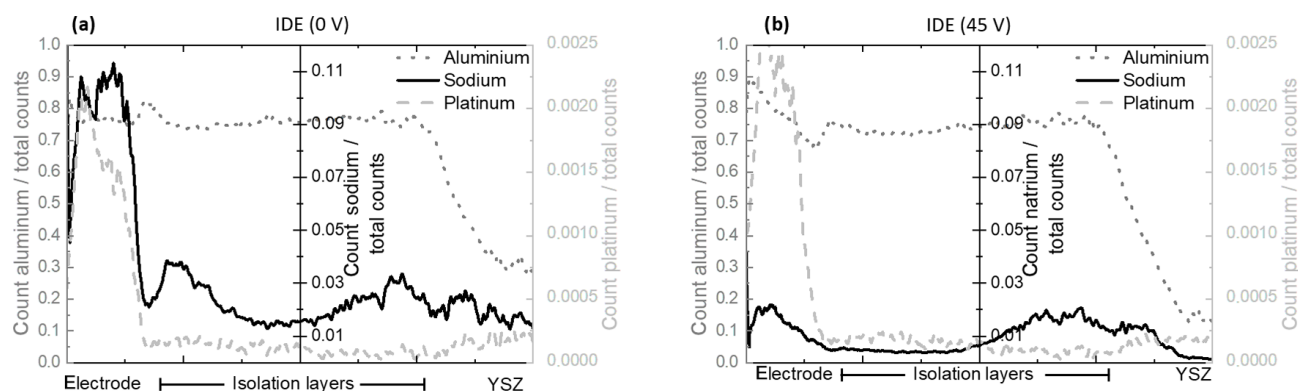 (a) IDE (0 V)
1.0
0.9
0.8
0.7
0.6
0.5
0.4
0.3
0.2
0.1
0.0
Count aluminum / total counts
0.11
0.09
0.07
0.05
0.03
0.01
Count sodium /
total counts
Aluminium
Sodium
Platinum
0.0025
0.0020
0.0015
0.0010
0.0005
0.0000
Count platinum / total counts
Electrode Isolation layers YSZ
(b) IDE (45 V)
1.0
0.9
0.8
0.7
0.6
0.5
0.4
0.3
0.2
0.1
0.0
Count aluminum / total counts
0.11
0.09
0.07
0.05
0.03
0.01
Count natrium /
total counts
Aluminium
Sodium
Platinum
0.0025
0.0020
0.0015
0.0010
0.0005
0.0000
Count platinum / total counts
Electrode Isolation layers YSZ